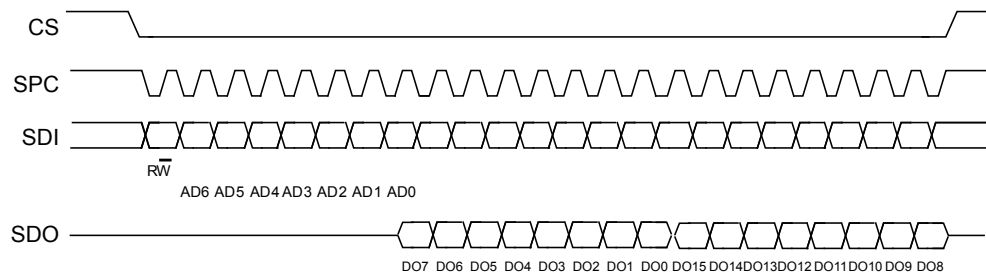 CS
SPC
SDI
RW
AD6 AD5 AD4 AD3 AD2 AD1 AD0
SDO
DO7 DO6 DO5 DO4 DO3 DO2 DO1 DO0 DO15 DO14 DO13 DO12 DO11 DO10 DO9 DO8